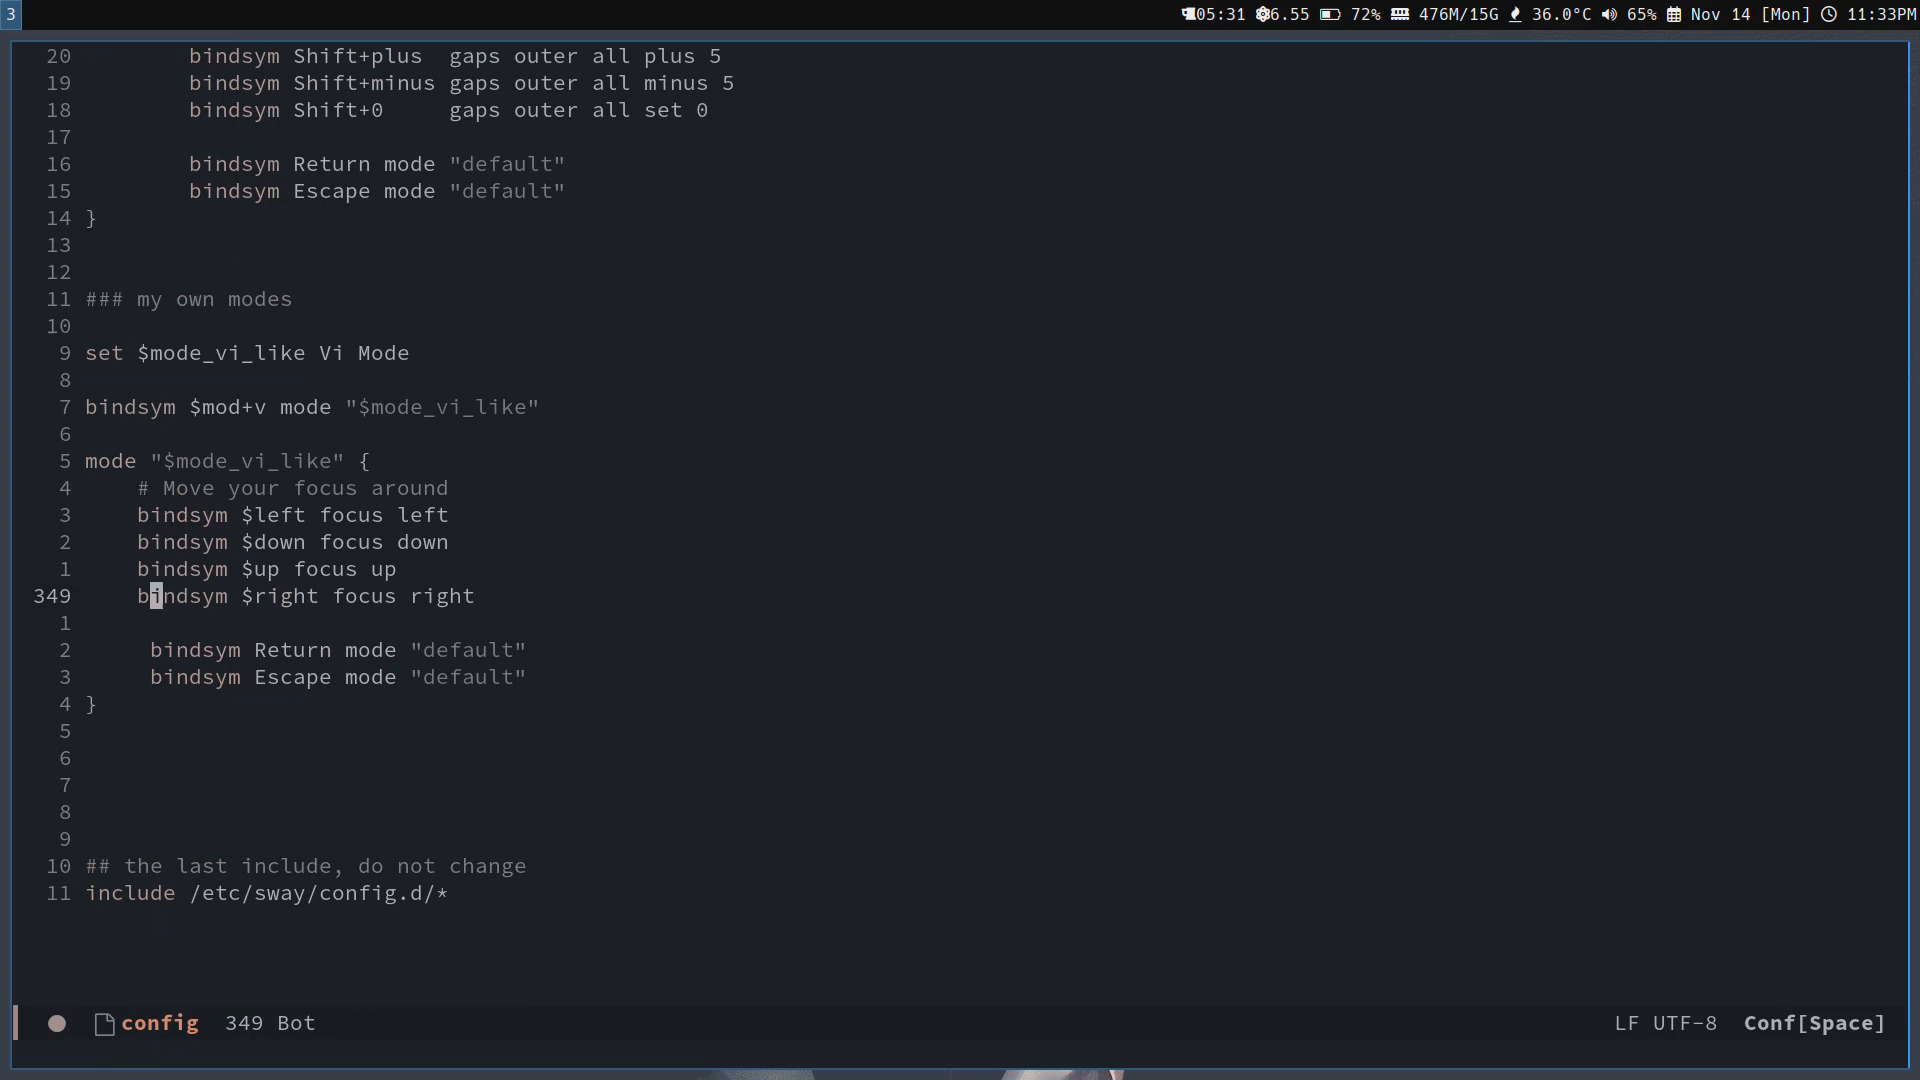 3 05:31 6.55 72% 476M/15G 36.0°C 65% Nov 14 [Mon] 11:33PM
20 bindsym Shift+plus gaps outer all plus 5
19 bindsym Shift+minus gaps outer all minus 5
18 bindsym Shift+0 gaps outer all set 0
17
16 bindsym Return mode "default"
15 bindsym Escape mode "default"
14 }
13
12
11 ### my own modes
10
9 set $mode_vi_like Vi Mode
8
7 bindsym $mod+v mode "$mode_vi_like"
6
5 mode "$mode_vi_like" {
4 # Move your focus around
3 bindsym $left focus left
2 bindsym $down focus down
1 bindsym $up focus up
349 bindsym $right focus right
1
2 bindsym Return mode "default"
3 bindsym Escape mode "default"
4 }
5
6
7
8
9
10 ## the last include, do not change
11 include /etc/sway/config.d/*
config 349 Bot LF UTF-8 Conf[Space]